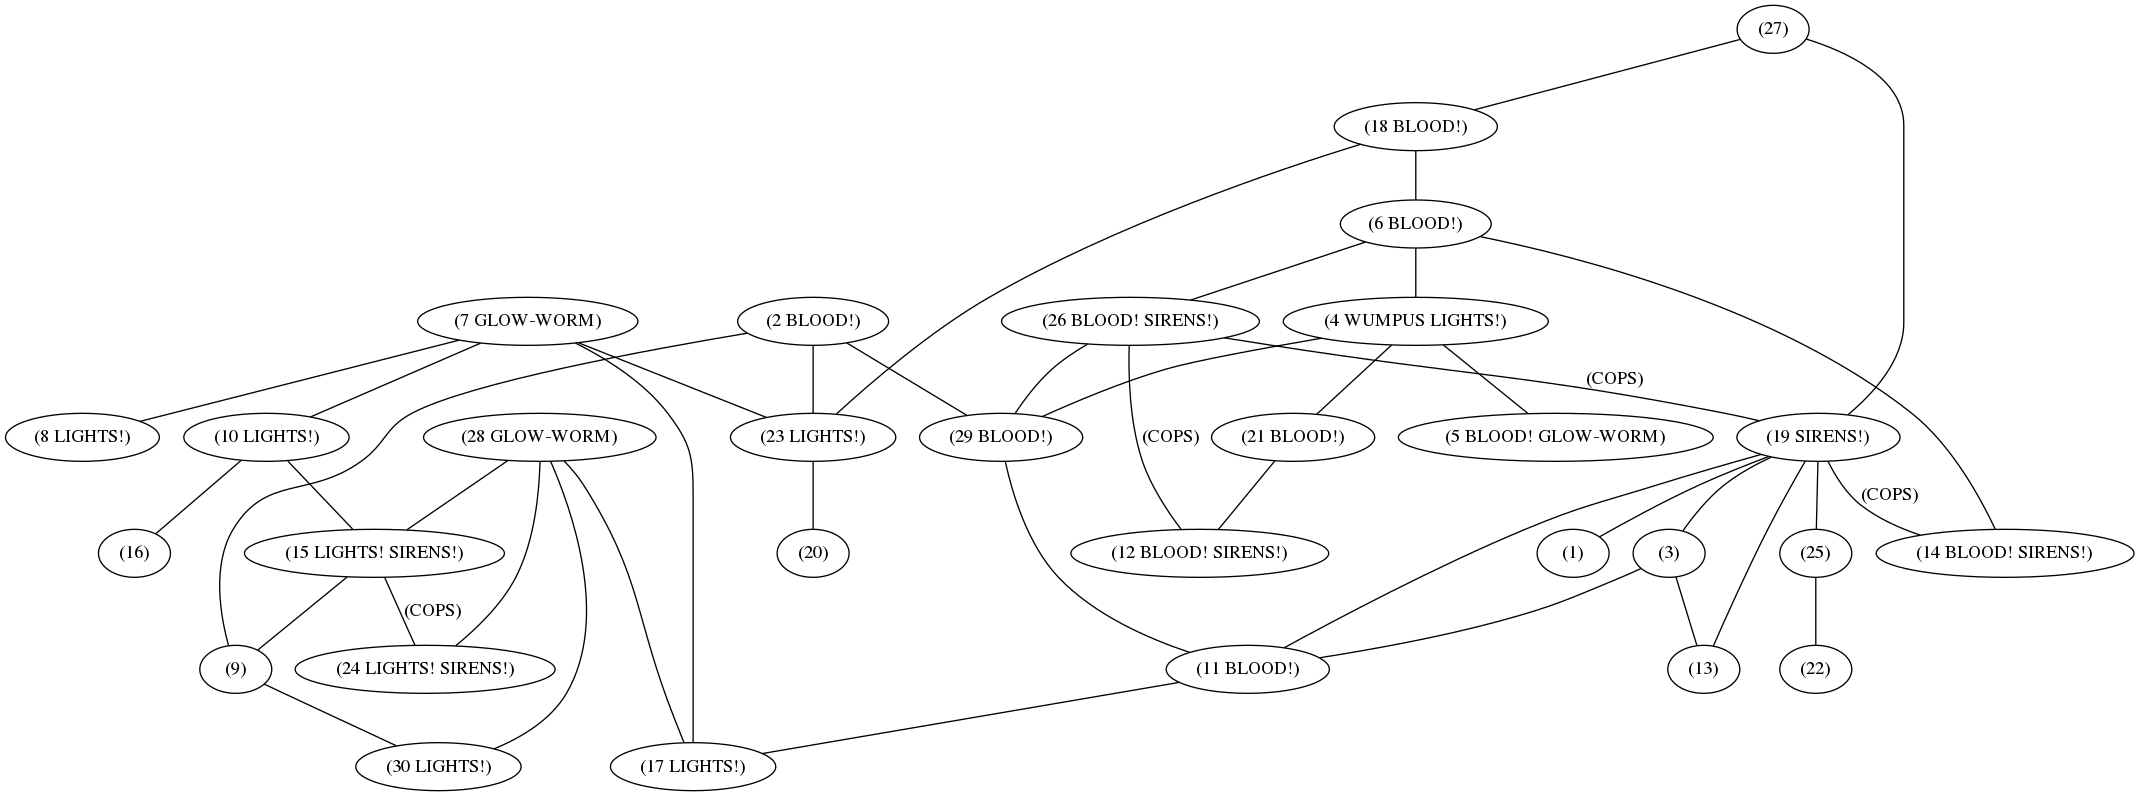 (27)
(18 BLOOD!)
(6 BLOOD!)
(7 GLOW-WORM)
(2 BLOOD!)
(26 BLOOD! SIRENS!)
(4 WUMPUS LIGHTS!)
(COPS)
(8 LIGHTS!)
(10 LIGHTS!)
(28 GLOW-WORM)
(23 LIGHTS!)
(29 BLOOD!)
(COPS)
(21 BLOOD!)
(5 BLOOD! GLOW-WORM)
(19 SIRENS!)
(COPS)
(16)
(15 LIGHTS! SIRENS!)
(20)
(12 BLOOD! SIRENS!)
(1)
(3)
(25)
(14 BLOOD! SIRENS!)
(COPS)
(9)
(24 LIGHTS! SIRENS!)
(11 BLOOD!)
(13)
(22)
(30 LIGHTS!)
(17 LIGHTS!)